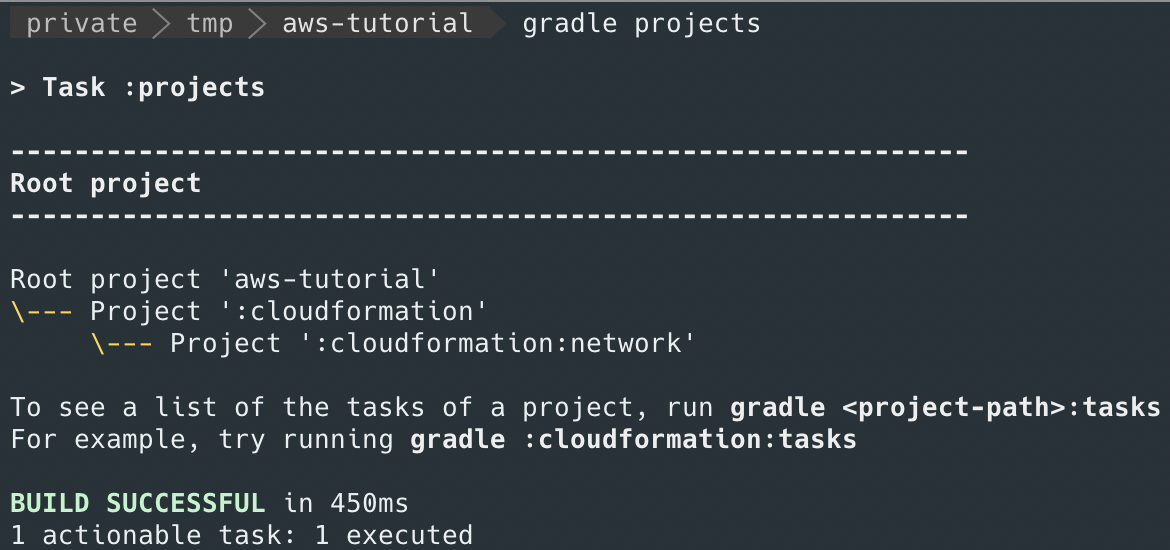 private tmp aws-tutorial gradle projects
> Task :projects
------------------------------------------------------------
Root project
------------------------------------------------------------
Root project 'aws-tutorial'
\--- Project ':cloudformation'
\--- Project ':cloudformation:network'
To see a list of the tasks of a project, run gradle <project-path>:tasks
For example, try running gradle :cloudformation:tasks
BUILD SUCCESSFUL in 450ms
1 actionable task: 1 executed